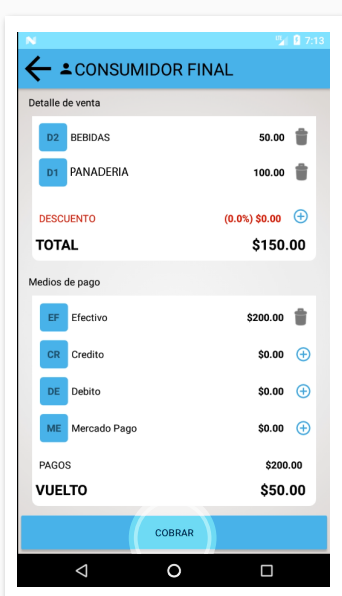 7:13
CONSUMIDOR FINAL
Detalle de venta
D2 BEBIDAS 50.00
D1 PANADERIA 100.00
DESCUENTO (0.0%) $0.00
TOTAL $150.00
Medios de pago
EF Efectivo $200.00
CR Credito $0.00
DE Debito $0.00
ME Mercado Pago $0.00
PAGOS $200.00
VUELTO $50.00
COBRAR